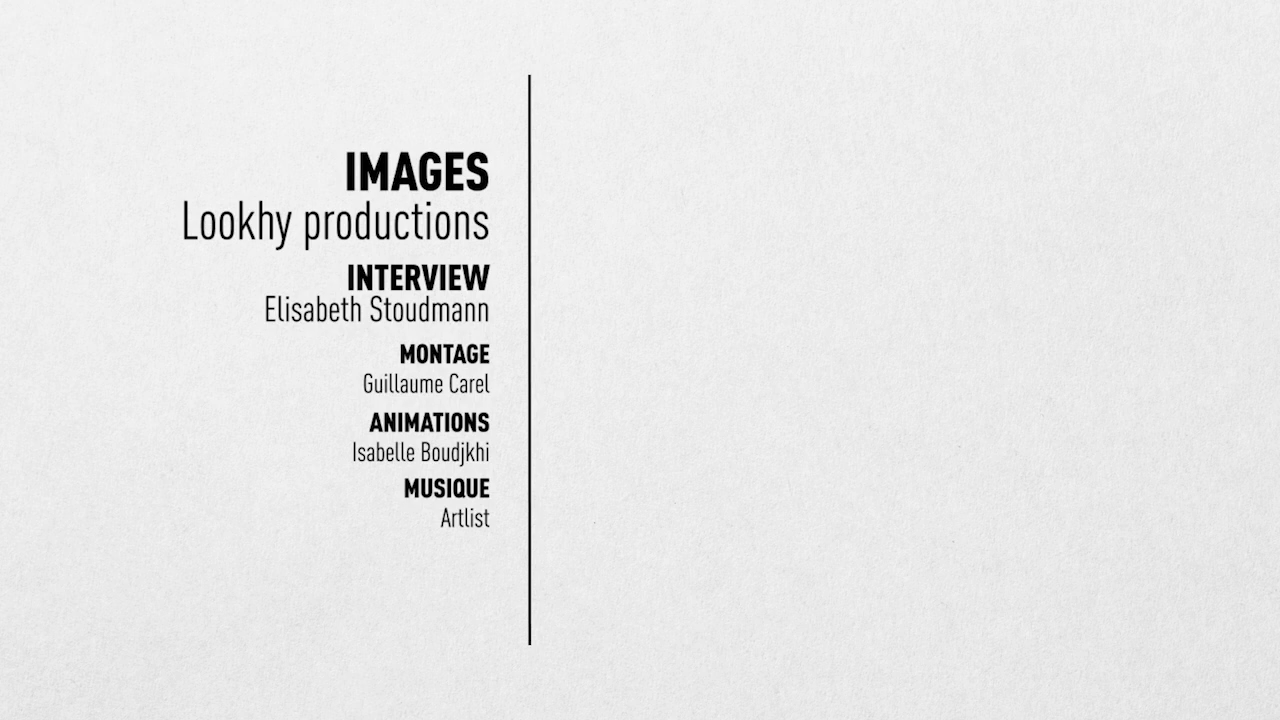 IMAGES
Lookhy productions
INTERVIEW
Elisabeth Stoudmann
MONTAGE
Guillaume Carel
ANIMATIONS
Isabelle Boudjkhi
MUSIQUE
Artlist